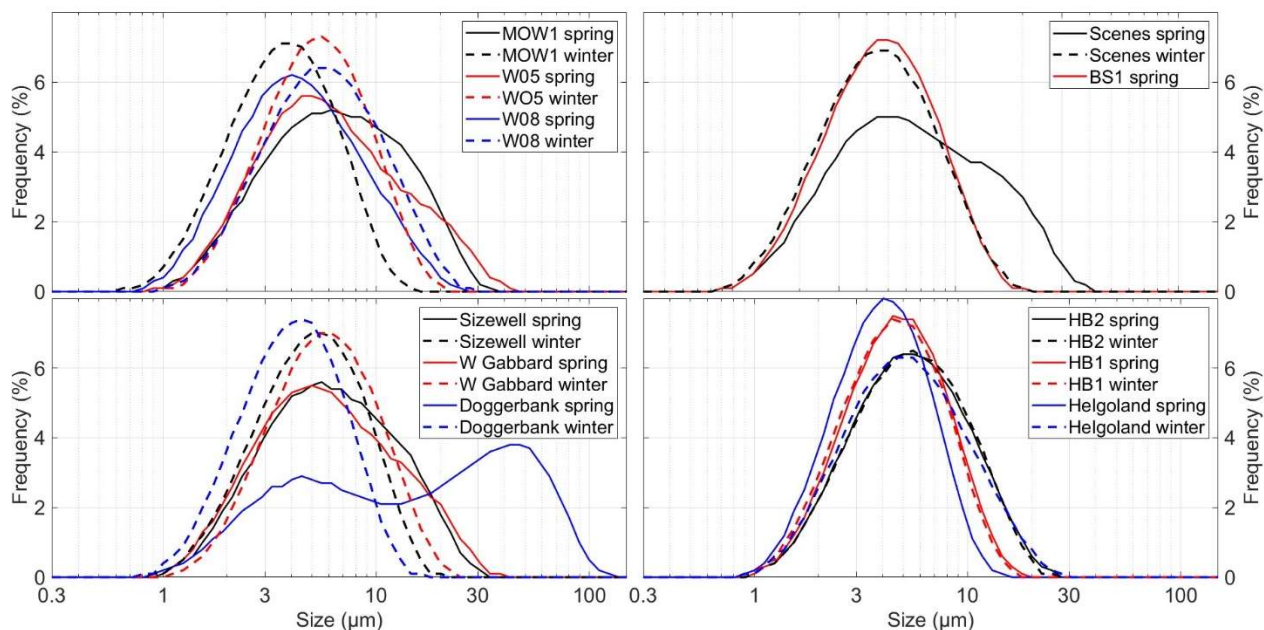 MOW1 spring
MOW1 winter
W05 spring
WO5 winter
W08 spring
W08 winter
Frequency (%)
6
4
2
0
Scenes spring
Scenes winter
BS1 spring
Frequency (%)
6
4
2
0
Sizewell spring
Sizewell winter
W Gabbard spring
W Gabbard winter
Doggerbank spring
Doggerbank winter
Frequency (%)
6
4
2
0
0.3 1 3 10 30 100
Size (µm)
HB2 spring
HB2 winter
HB1 spring
HB1 winter
Helgoland spring
Helgoland winter
Frequency (%)
6
4
2
0
0.3 1 3 10 30 100
Size (µm)